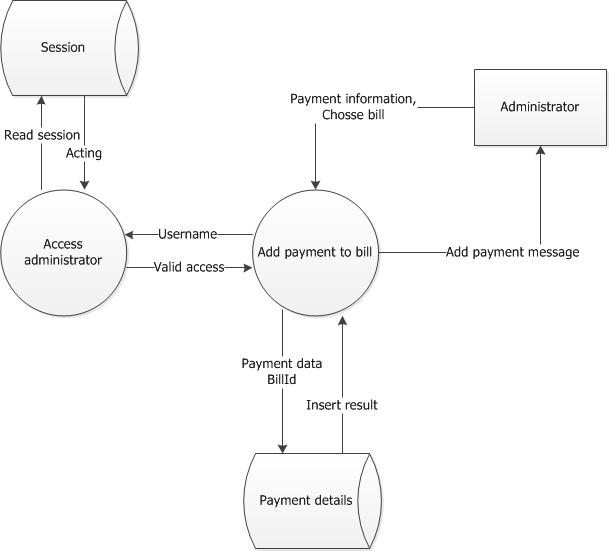 Session
Payment information,
Chosse bill
Administrator
Read session
Acting
Access
administrator
Username
Valid access
Add payment to bill
Add payment message
Payment data
BillId
Insert result
Payment details